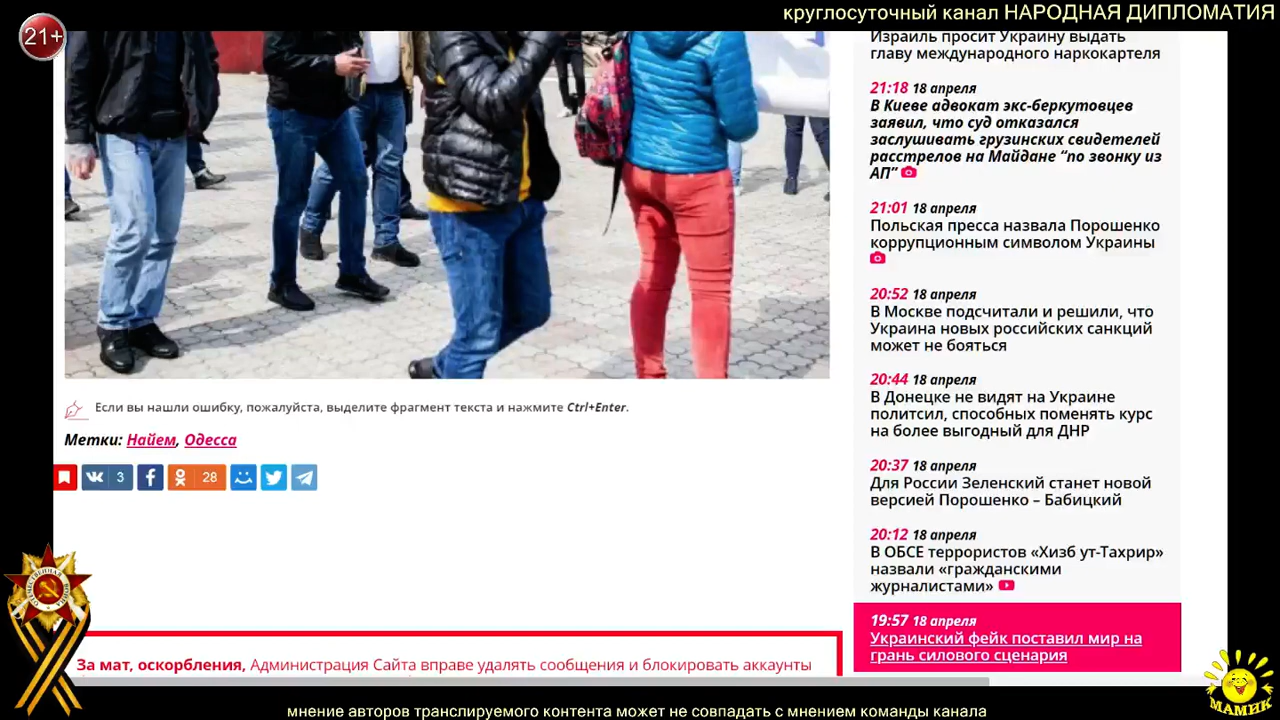 круглосуточный канал НАРОДНАЯ ДИПЛОМАТИЯ
21+
Израиль просит Украину выдать
главу международного наркокартеля
21:18 18 апреля
В Киеве адвокат экс-беркутовцев
заявил, что суд отказался
заслушивать грузинских свидетелей
расстрелов на Майдане “по звонку из
АП”
21:01 18 апреля
Польская пресса назвала Порошенко
коррупционным символом Украины
20:52 18 апреля
В Москве подсчитали и решили, что
Украина новых российских санкций
может не бояться
20:44 18 апреля
В Донецке не видят на Украине
политсил, способных поменять курс
на более выгодный для ДНР
20:37 18 апреля
Для России Зеленский станет новой
версией Порошенко – Бабицкий
20:12 18 апреля
В ОБСЕ террористов «Хизб ут-Тахрир»
назвали «гражданскими
журналистами»
19:57 18 апреля
Украинский фейк поставил мир на
грань силового сценария
Если вы нашли ошибку, пожалуйста, выделите фрагмент текста и нажмите Ctrl+Enter.
Метки: Найем, Одесса
3
28
За мат, оскорбления, Администрация Сайта вправе удалять сообщения и блокировать аккаунты
ОТЕЧЕСТВЕННАЯ ВОЙНА
МАМИК
мнение авторов транслируемого контента может не совпадать с мнением команды канала